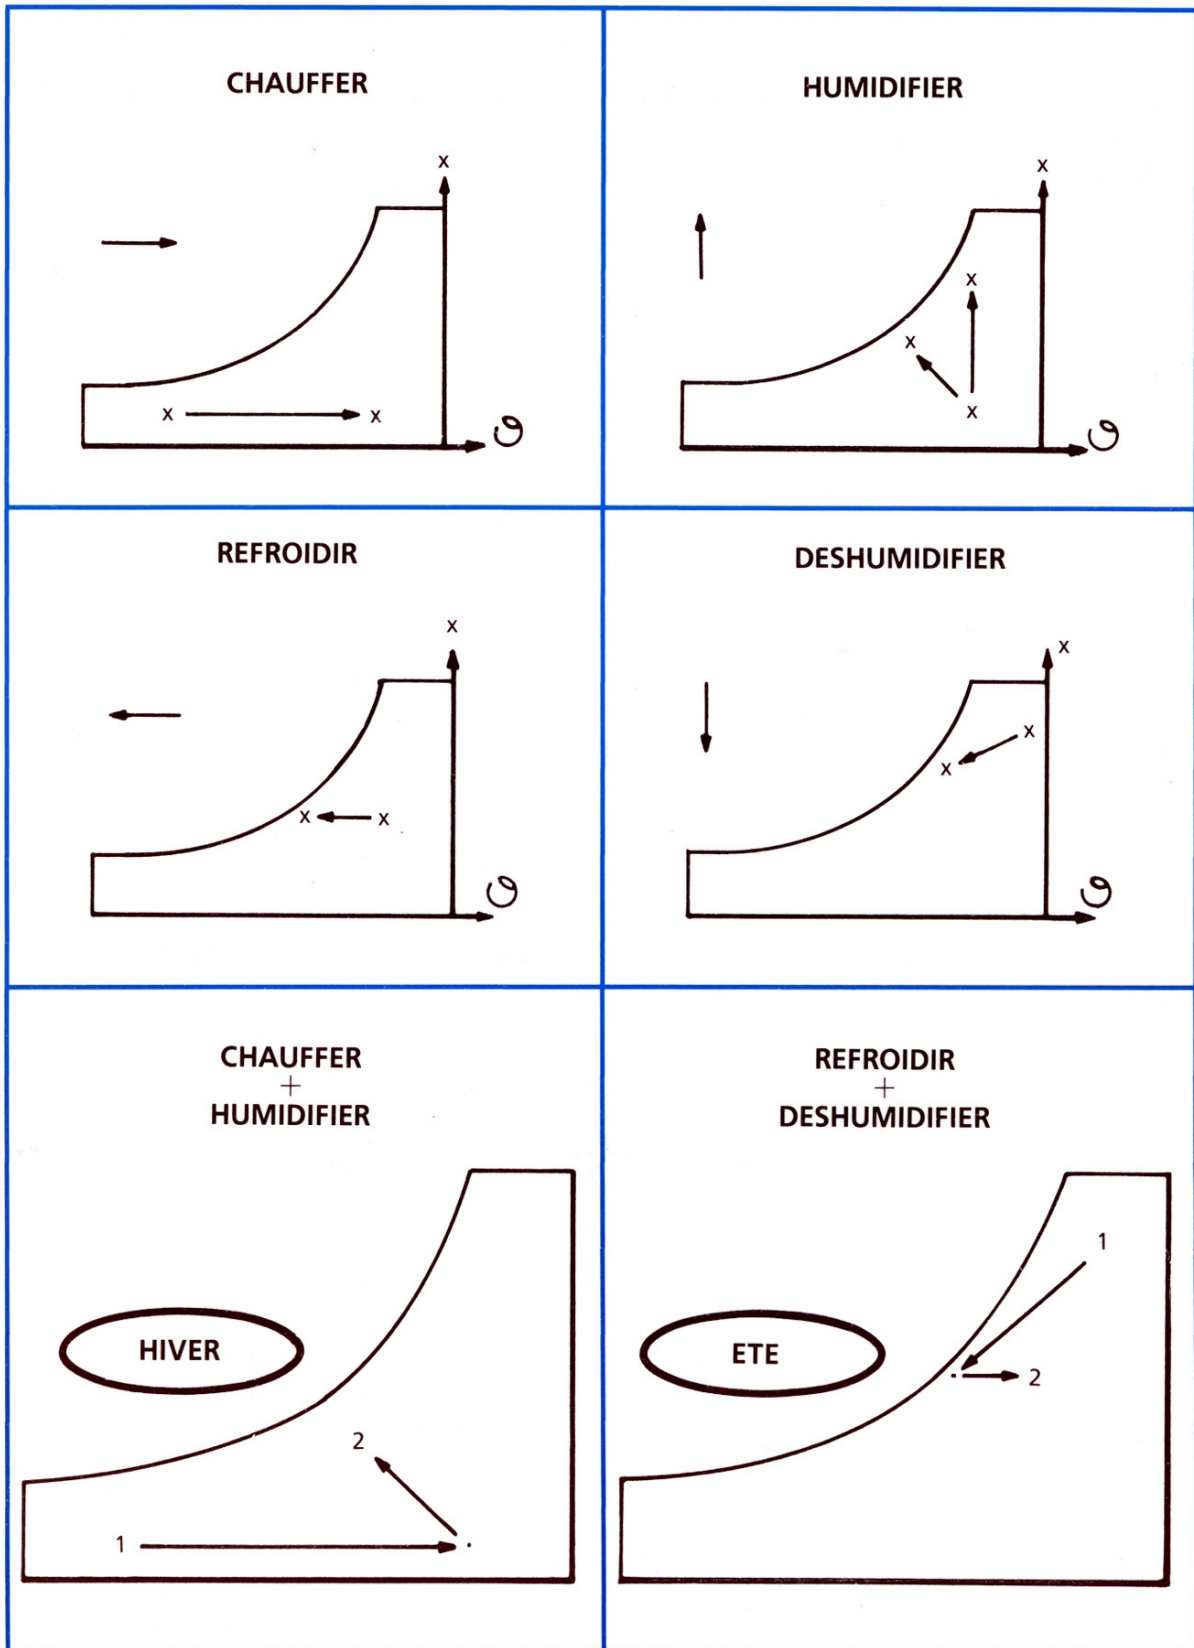 CHAUFFER
x
x
x
ϑ
HUMIDIFIER
x
x
x
x
ϑ
REFROIDIR
x
x
x
ϑ
DESHUMIDIFIER
x
x
x
ϑ
CHAUFFER
+
HUMIDIFIER
HIVER
2
1
REFROIDIR
+
DESHUMIDIFIER
1
ETE
2